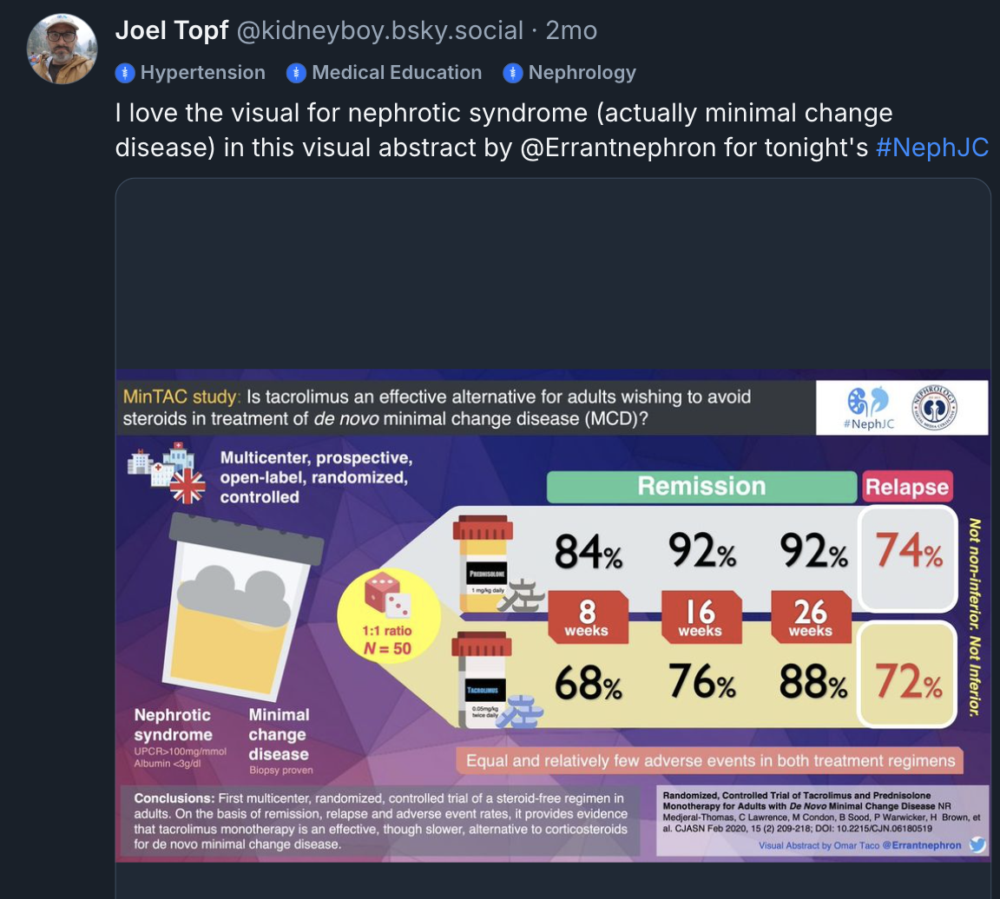 Joel Topf @kidneyboy.bsky.social · 2mo
Hypertension Medical Education Nephrology
I love the visual for nephrotic syndrome (actually minimal change
disease) in this visual abstract by @Errantnephron for tonight's #NephJC
MinTAC study: Is tacrolimus an effective alternative for adults wishing to avoid
steroids in treatment of de novo minimal change disease (MCD)?
#NephJC
NEPHROLOGY
SOCIAL MEDIA COLLECTIVE
Multicenter, prospective,
open-label, randomized,
controlled
Remission
Relapse
PREDNISOLONE
1 mg/kg daily
84%
92%
92%
74%
1:1 ratio
N = 50
8
weeks
16
weeks
26
weeks
TACROLIMUS
0.05mg/kg
twice daily
68%
76%
88%
72%
Not non-inferior. Not Inferior.
Nephrotic
syndrome
UPCR>100mg/mmol
Albumin <3g/dl
Minimal
change
disease
Biopsy proven
Equal and relatively few adverse events in both treatment regimens
Conclusions: First multicenter, randomized, controlled trial of a steroid-free regimen in
adults. On the basis of remission, relapse and adverse event rates, it provides evidence
that tacrolimus monotherapy is an effective, though slower, alternative to corticosteroids
for de novo minimal change disease.
Randomized, Controlled Trial of Tacrolimus and Prednisolone
Monotherapy for Adults with De Novo Minimal Change Disease NR
Medjeral-Thomas, C Lawrence, M Condon, B Sood, P Warwicker, H Brown, et
al. CJASN Feb 2020, 15 (2) 209-218; DOI: 10.2215/CJN.06180519
Visual Abstract by Omar Taco @Errantnephron